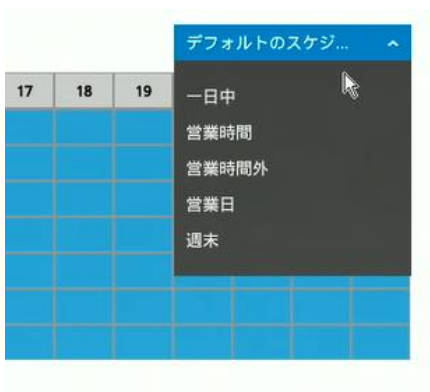 デフォルトのスケジ...
17 18 19
一日中
営業時間
営業時間外
営業日
週末